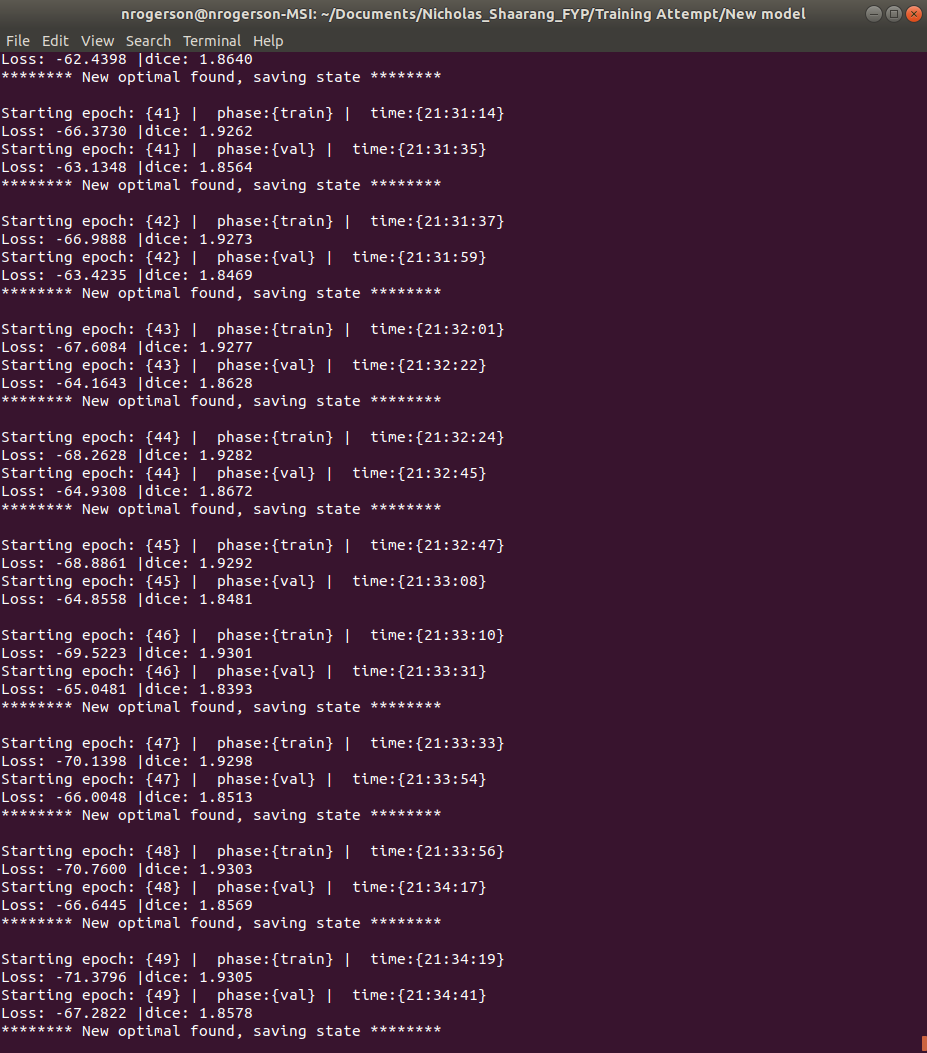 nrogerson@nrogerson-MSI: ~/Documents/Nicholas_Shaarang_FYP/Training Attempt/New model
File Edit View Search Terminal Help
Loss: -62.4398 |dice: 1.8640
******** New optimal found, saving state ********
Starting epoch: {41} |  phase:{train} |  time:{21:31:14}
Loss: -66.3730 |dice: 1.9262
Starting epoch: {41} |  phase:{val} |  time:{21:31:35}
Loss: -63.1348 |dice: 1.8564
******** New optimal found, saving state ********
Starting epoch: {42} |  phase:{train} |  time:{21:31:37}
Loss: -66.9888 |dice: 1.9273
Starting epoch: {42} |  phase:{val} |  time:{21:31:59}
Loss: -63.4235 |dice: 1.8469
******** New optimal found, saving state ********
Starting epoch: {43} |  phase:{train} |  time:{21:32:01}
Loss: -67.6084 |dice: 1.9277
Starting epoch: {43} |  phase:{val} |  time:{21:32:22}
Loss: -64.1643 |dice: 1.8628
******** New optimal found, saving state ********
Starting epoch: {44} |  phase:{train} |  time:{21:32:24}
Loss: -68.2628 |dice: 1.9282
Starting epoch: {44} |  phase:{val} |  time:{21:32:45}
Loss: -64.9308 |dice: 1.8672
******** New optimal found, saving state ********
Starting epoch: {45} |  phase:{train} |  time:{21:32:47}
Loss: -68.8861 |dice: 1.9292
Starting epoch: {45} |  phase:{val} |  time:{21:33:08}
Loss: -64.8558 |dice: 1.8481
Starting epoch: {46} |  phase:{train} |  time:{21:33:10}
Loss: -69.5223 |dice: 1.9301
Starting epoch: {46} |  phase:{val} |  time:{21:33:31}
Loss: -65.0481 |dice: 1.8393
******** New optimal found, saving state ********
Starting epoch: {47} |  phase:{train} |  time:{21:33:33}
Loss: -70.1398 |dice: 1.9298
Starting epoch: {47} |  phase:{val} |  time:{21:33:54}
Loss: -66.0048 |dice: 1.8513
******** New optimal found, saving state ********
Starting epoch: {48} |  phase:{train} |  time:{21:33:56}
Loss: -70.7600 |dice: 1.9303
Starting epoch: {48} |  phase:{val} |  time:{21:34:17}
Loss: -66.6445 |dice: 1.8569
******** New optimal found, saving state ********
Starting epoch: {49} |  phase:{train} |  time:{21:34:19}
Loss: -71.3796 |dice: 1.9305
Starting epoch: {49} |  phase:{val} |  time:{21:34:41}
Loss: -67.2822 |dice: 1.8578
******** New optimal found, saving state ********